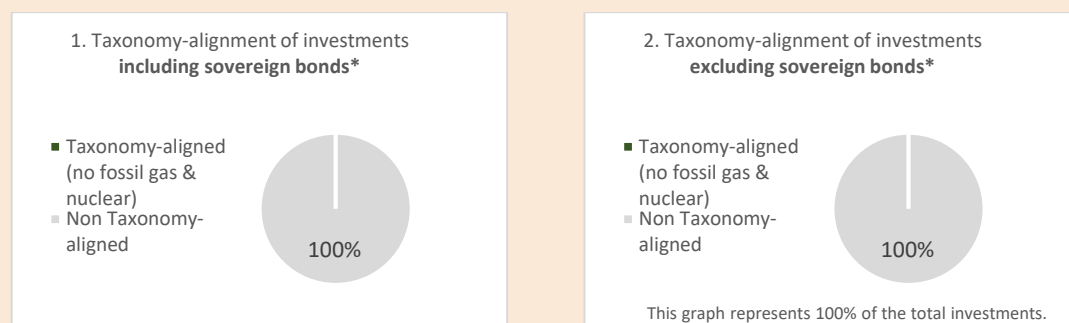 1. Taxonomy-alignment of investments
including sovereign bonds*
Taxonomy-aligned
(no fossil gas &
nuclear)
Non Taxonomy-
aligned
100%
2. Taxonomy-alignment of investments
excluding sovereign bonds*
Taxonomy-aligned
(no fossil gas &
nuclear)
Non Taxonomy-
aligned
100%
This graph represents 100% of the total investments.